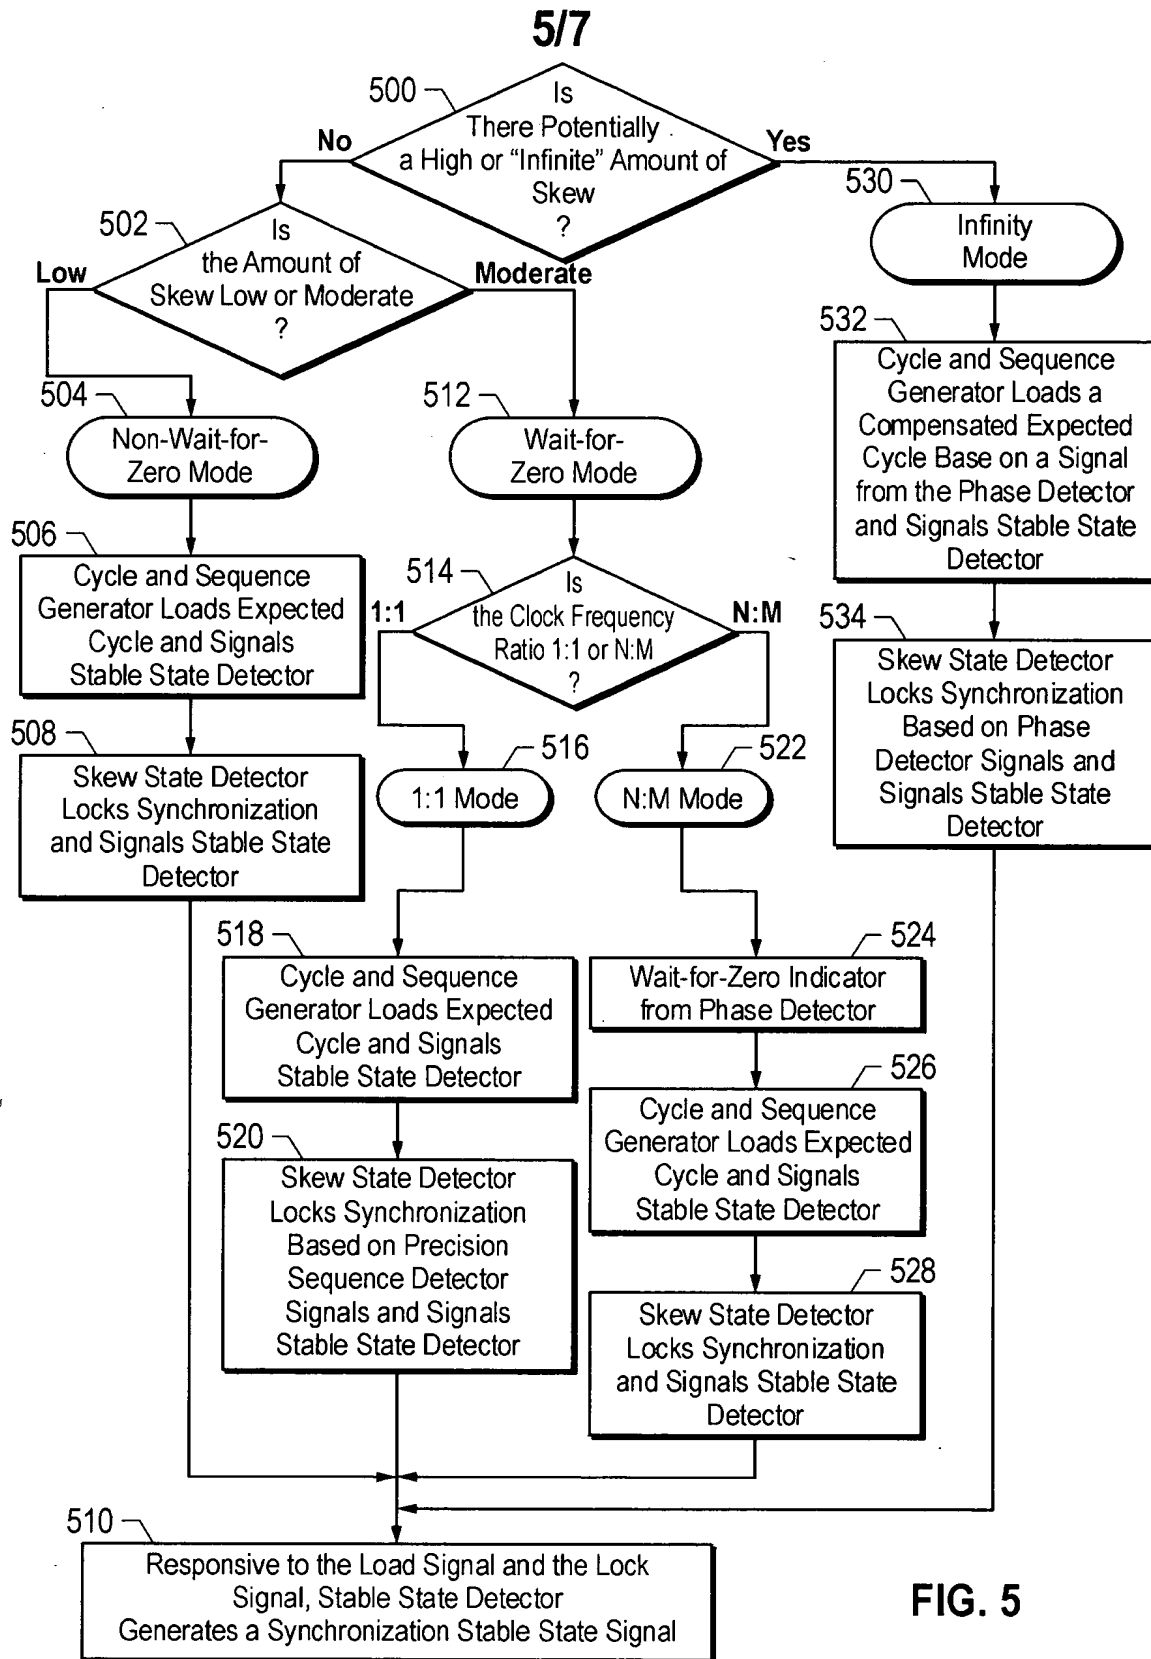 5/7
500
Is
There Potentially
a High or "Infinite" Amount of
Skew
?
No
Yes
502
Is
the Amount of
Skew Low or Moderate
?
Low
Moderate
530
Infinity
Mode
504
Non-Wait-for-
Zero Mode
512
Wait-for-
Zero Mode
532
Cycle and Sequence
Generator Loads a
Compensated Expected
Cycle Base on a Signal
from the Phase Detector
and Signals Stable State
Detector
506
Cycle and Sequence
Generator Loads Expected
Cycle and Signals
Stable State Detector
514
Is
the Clock Frequency
Ratio 1:1 or N:M
?
1:1
N:M
534
Skew State Detector
Locks Synchronization
Based on Phase
Detector Signals and
Signals Stable State
Detector
508
Skew State Detector
Locks Synchronization
and Signals Stable State
Detector
516
1:1 Mode
522
N:M Mode
518
Cycle and Sequence
Generator Loads Expected
Cycle and Signals
Stable State Detector
524
Wait-for-Zero Indicator
from Phase Detector
520
Skew State Detector
Locks Synchronization
Based on Precision
Sequence Detector
Signals and Signals
Stable State Detector
526
Cycle and Sequence
Generator Loads Expected
Cycle and Signals
Stable State Detector
528
Skew State Detector
Locks Synchronization
and Signals Stable State
Detector
510
Responsive to the Load Signal and the Lock
Signal, Stable State Detector
Generates a Synchronization Stable State Signal
FIG. 5